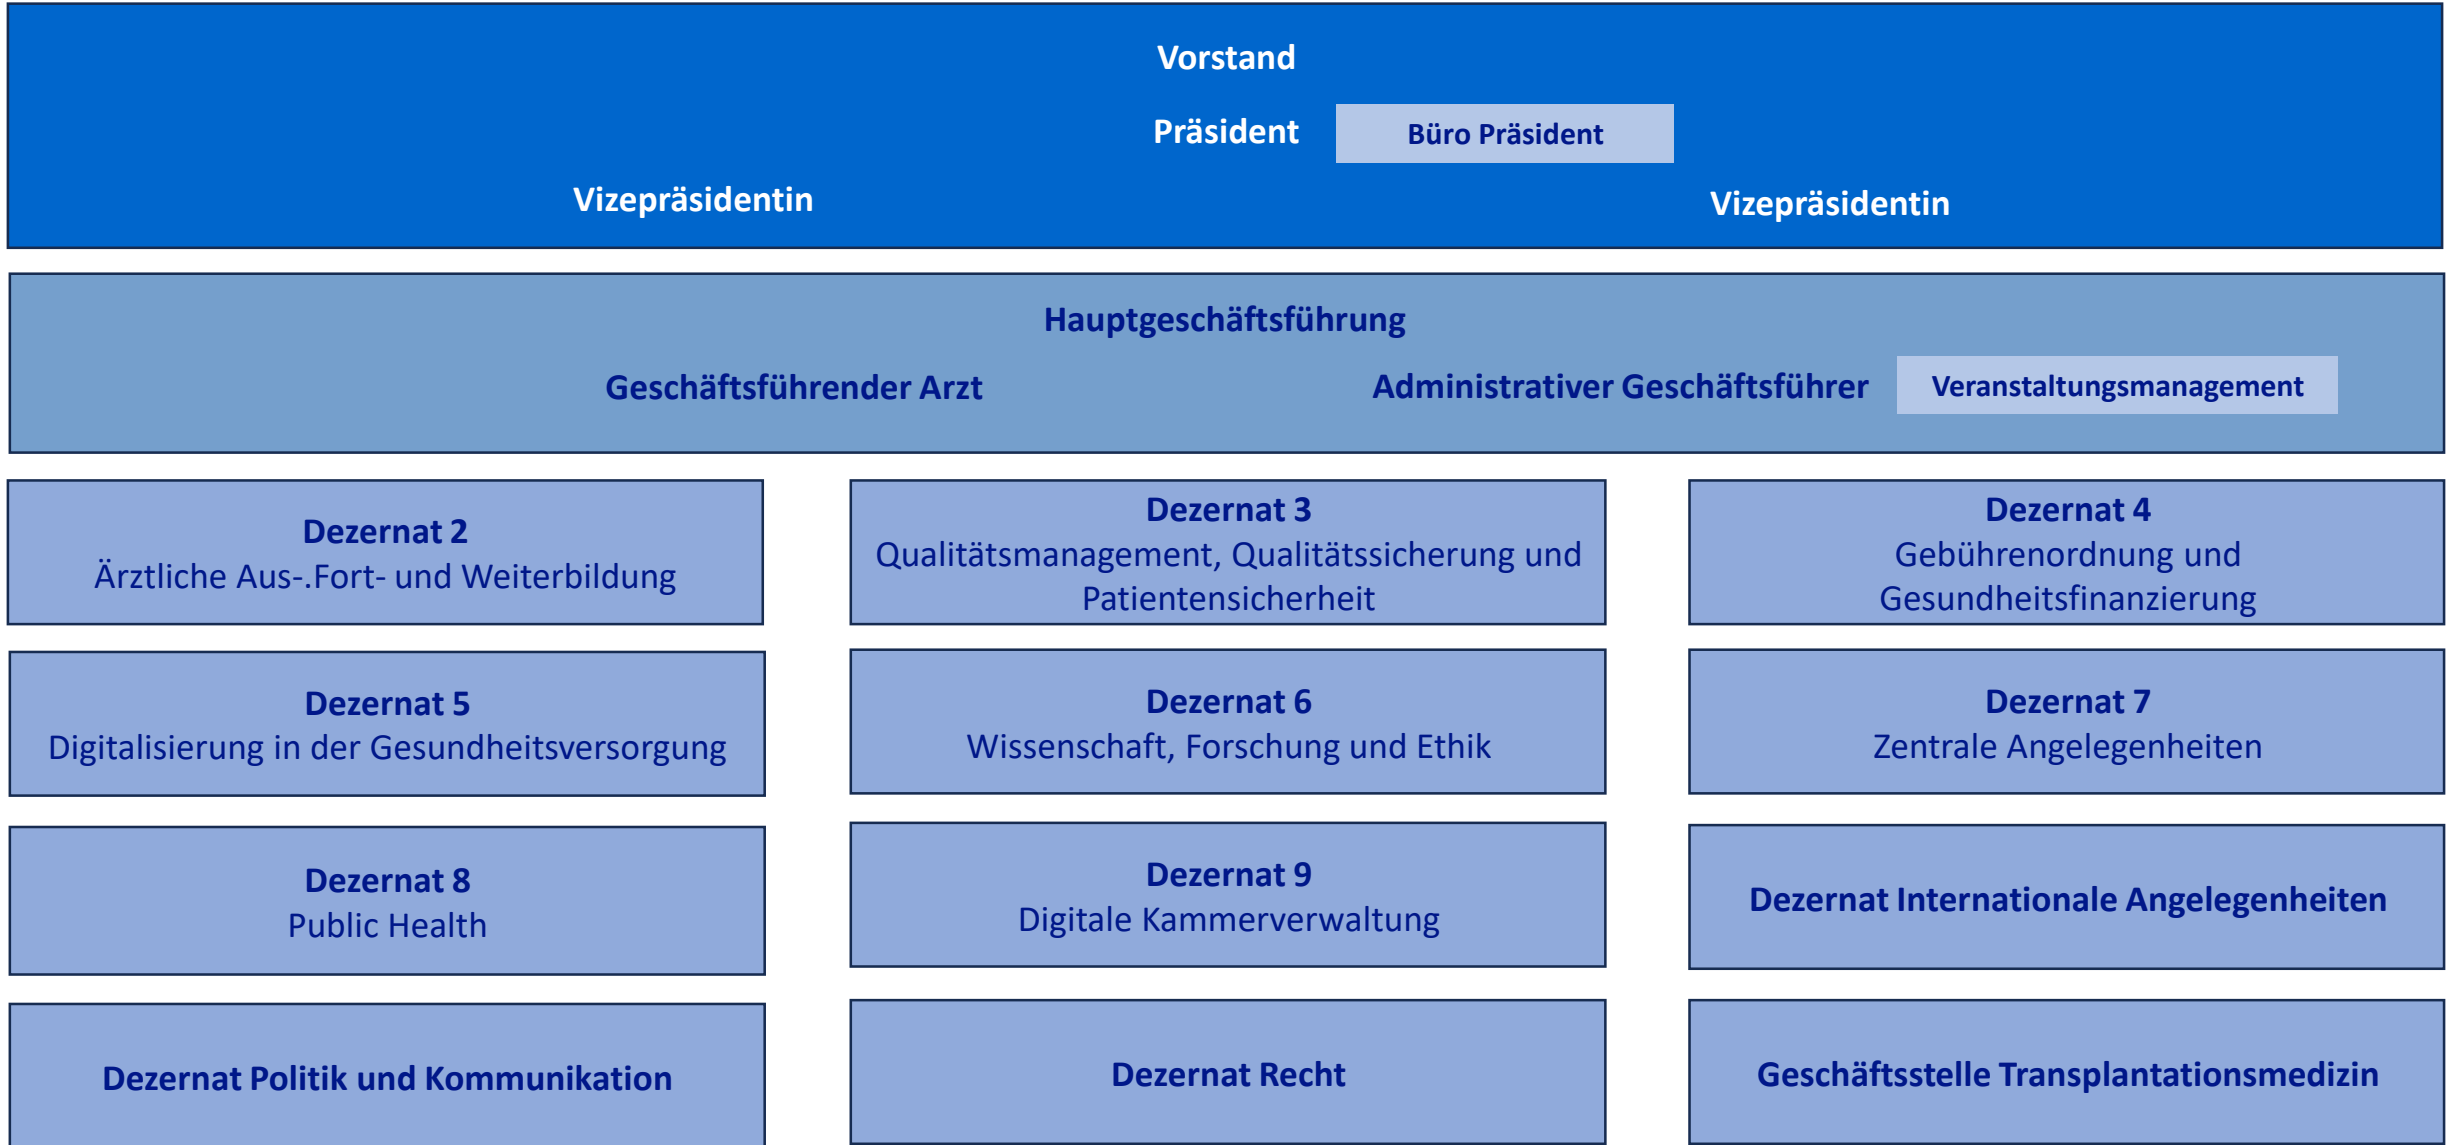 Vorstand
Präsident
Büro Präsident
Vizepräsidentin
Vizepräsidentin
Hauptgeschäftsführung
Geschäftsführender Arzt
Administrativer Geschäftsführer
Veranstaltungsmanagement
Dezernat 2
Ärztliche Aus-.Fort- und Weiterbildung
Dezernat 3
Qualitätsmanagement, Qualitätssicherung und
Patientensicherheit
Dezernat 4
Gebührenordnung und
Gesundheitsfinanzierung
Dezernat 5
Digitalisierung in der Gesundheitsversorgung
Dezernat 6
Wissenschaft, Forschung und Ethik
Dezernat 7
Zentrale Angelegenheiten
Dezernat 8
Public Health
Dezernat 9
Digitale Kammerverwaltung
Dezernat Internationale Angelegenheiten
Dezernat Politik und Kommunikation
Dezernat Recht
Geschäftsstelle Transplantationsmedizin